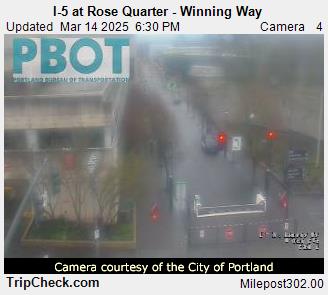 I-5 at Rose Quarter - Winning Way
Updated Mar 14 2025 6:30 PM Camera 4
PBOT
PORTLAND BUREAU OF TRANSPORTATION
Camera courtesy of the City of Portland
TripCheck.com Milepost302.00